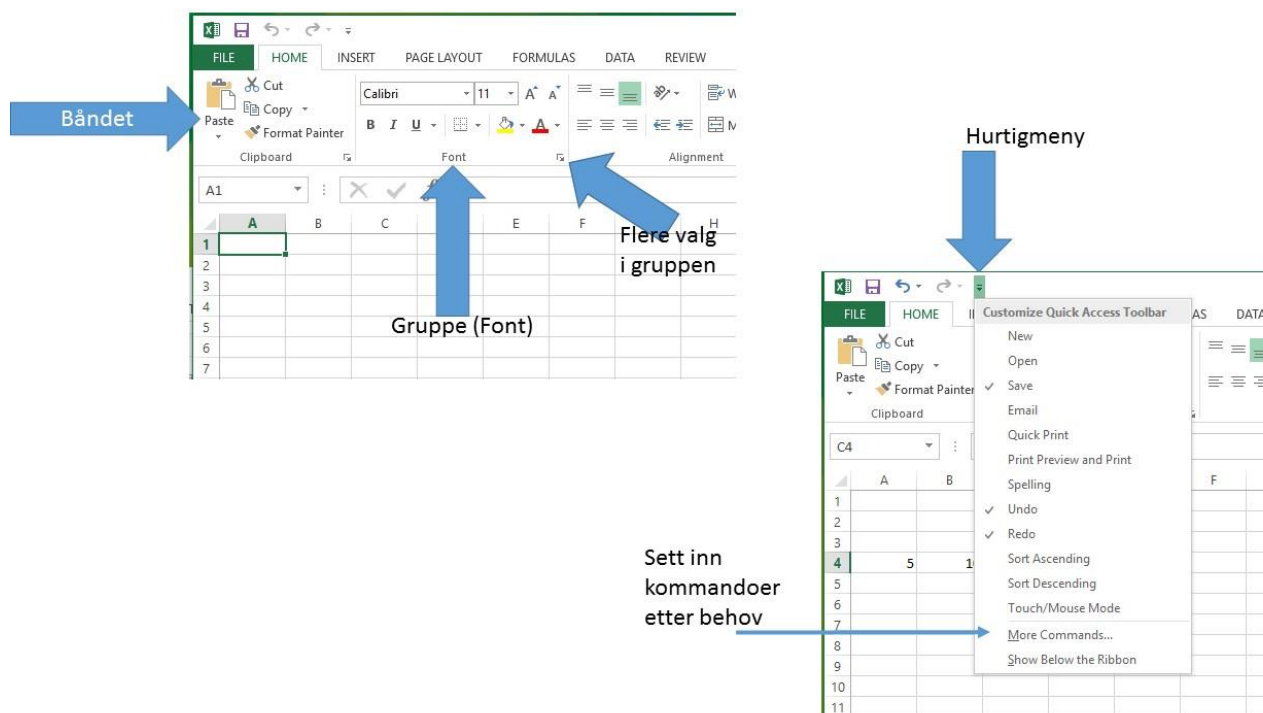 FILE HOME INSERT PAGE LAYOUT FORMULAS DATA REVIEW
Cut
Copy
Paste
Format Painter
Clipboard
Calibri 11
B I U
Font
Alignment
A1
A B C E F H
1
2
3
4
5
6
7
Båndet
Flere valg
i gruppen
Gruppe (Font)
Hurtigmeny
FILE HOME
DATA
Cut
Copy
Paste
Format Painter
Clipboard
C4
A B F
1
2
3
4 5
5
6
7
8
9
10
11
Customize Quick Access Toolbar
New
Open
Save
Email
Quick Print
Print Preview and Print
Spelling
Undo
Redo
Sort Ascending
Sort Descending
Touch/Mouse Mode
More Commands...
Show Below the Ribbon
Sett inn
kommandoer
etter behov